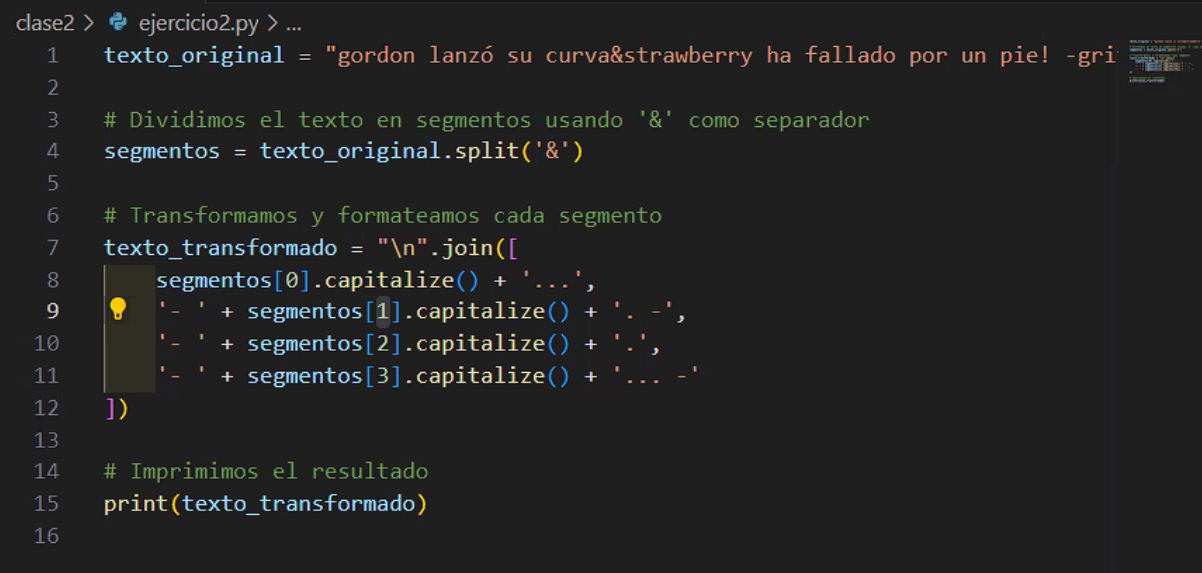 clase2 > ejercicio2.py > ...
1 texto_original = "gordon lanzó su curva&strawberry ha fallado por un pie! -gri
2
3 # Dividimos el texto en segmentos usando '&' como separador
4 segmentos = texto_original.split('&')
5
6 # Transformamos y formateamos cada segmento
7 texto_transformado = "\n".join([
8 segmentos[0].capitalize() + '...',
9 '- ' + segmentos[1].capitalize() + '. -',
10 '- ' + segmentos[2].capitalize() + '.',
11 '- ' + segmentos[3].capitalize() + '... -'
12 ])
13
14 # Imprimimos el resultado
15 print(texto_transformado)
16